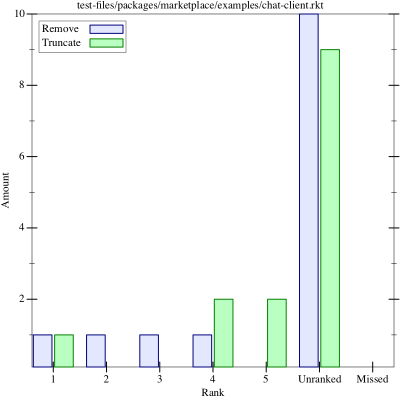 test-files/packages/marketplace/examples/chat-client.rkt
Remove
Truncate
10
8
6
4
2
Amount
1 2 3 4 5 Unranked Missed
Rank